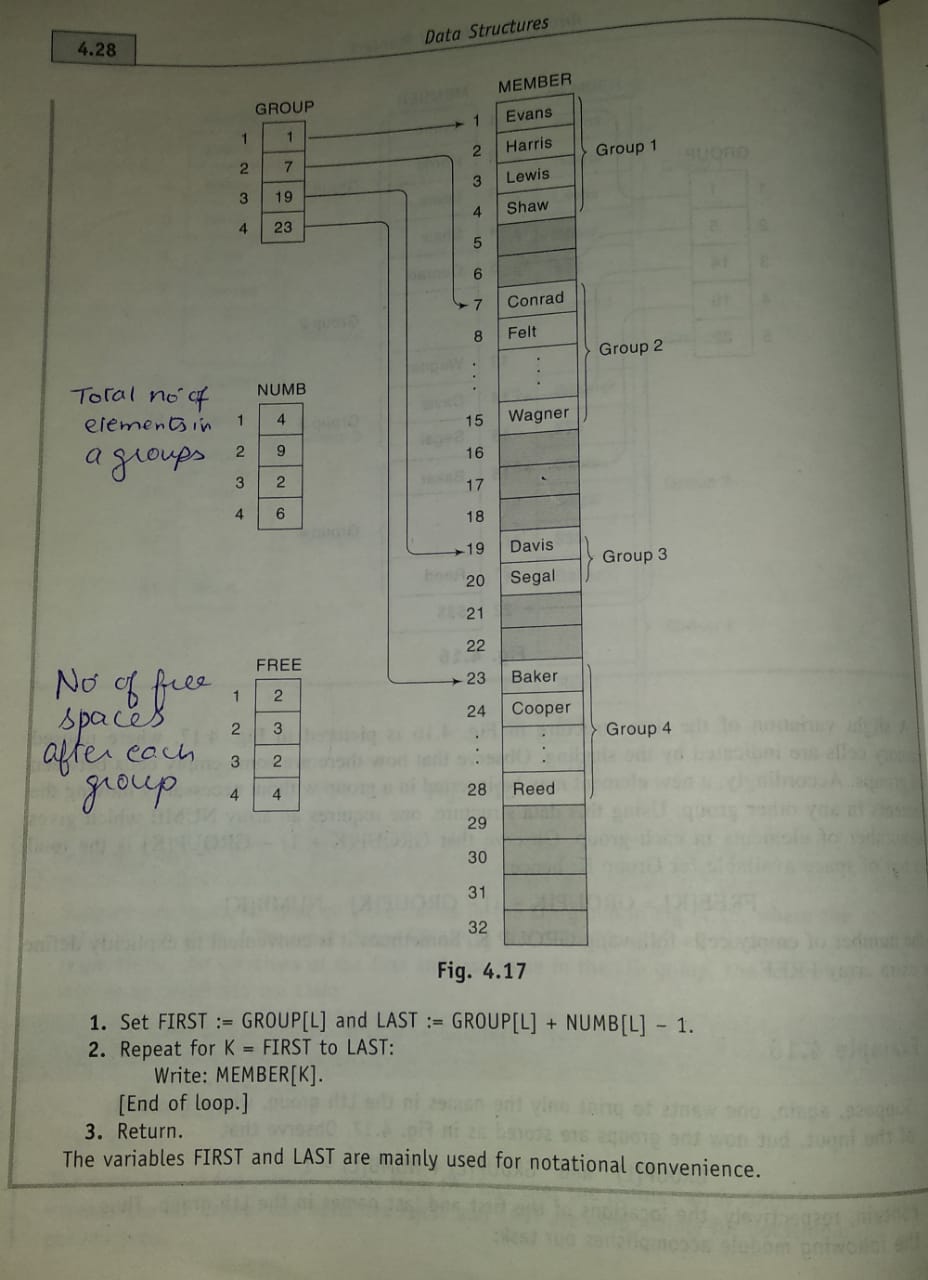 4.28
Data Structures
GROUP
1 1
2 7
3 19
4 23
MEMBER
1 Evans
2 Harris
3 Lewis
4 Shaw
5
6
7 Conrad
8 Felt
15 Wagner
16
17
18
19 Davis
20 Segal
21
22
23 Baker
24 Cooper
28 Reed
29
30
31
32
Group 1
Group 2
Group 3
Group 4
Total no of
elements in
a groups
NUMB
1 4
2 9
3 2
4 6
No of free
spaces
after each
group
FREE
1 2
2 3
3 2
4 4
Fig. 4.17
1. Set FIRST := GROUP[L] and LAST := GROUP[L] + NUMB[L] – 1.
2. Repeat for K = FIRST to LAST:
Write: MEMBER[K].
[End of loop.]
3. Return.
The variables FIRST and LAST are mainly used for notational convenience.